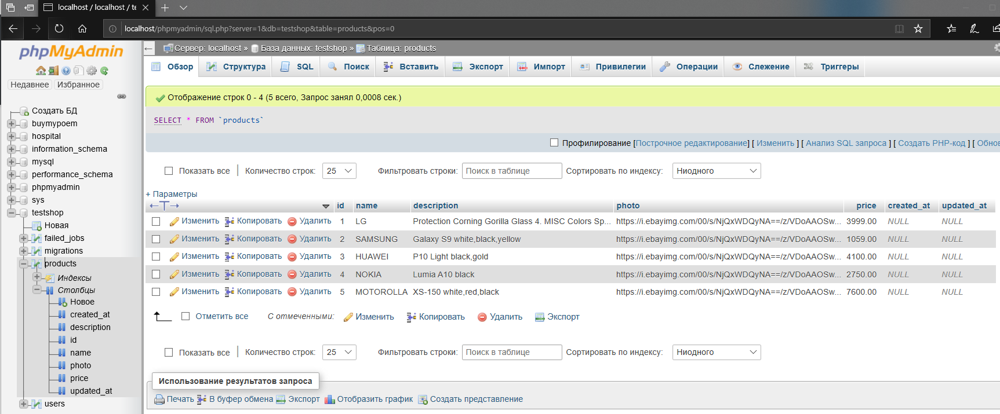 localhost / localhost / te
localhost/phpmyadmin/sql.php?server=1&db=testshop&table=products&pos=0
phpMyAdmin
Недавнее Избранное
Создать БД
buymypoem
hospital
information_schema
mysql
performance_schema
phpmyadmin
sys
testshop
Новая
failed_jobs
migrations
products
Индексы
Столбцы
Новое
created_at
description
id
name
photo
price
updated_at
users
Сервер: localhost » База данных: testshop » Таблица: products
Обзор Структура SQL Поиск Вставить Экспорт Импорт Привилегии Операции Слежение Триггеры
Отображение строк 0 - 4 (5 всего, Запрос занял 0,0008 сек.)
SELECT * FROM `products`
Профилирование [Построчное редактирование] [ Изменить ] [ Анализ SQL запроса ] [ Создать PHP-код ] [ Обнов
Показать все | Количество строк: 25 Фильтровать строки: Поиск в таблице Сортировать по индексу: Ниодного
+ Параметры
←T→ id name description photo price created_at updated_at
Изменить Копировать Удалить 1 LG Protection Corning Gorilla Glass 4. MISC Colors Sp... https://i.ebayimg.com/00/s/NjQxWDQyNA==/z/VDoAAOSw... 3999.00 NULL NULL
Изменить Копировать Удалить 2 SAMSUNG Galaxy S9 white,black,yellow https://i.ebayimg.com/00/s/NjQxWDQyNA==/z/VDoAAOSw... 1059.00 NULL NULL
Изменить Копировать Удалить 3 HUAWEI P10 Light black,gold https://i.ebayimg.com/00/s/NjQxWDQyNA==/z/VDoAAOSw... 4100.00 NULL NULL
Изменить Копировать Удалить 4 NOKIA Lumia A10 black https://i.ebayimg.com/00/s/NjQxWDQyNA==/z/VDoAAOSw... 2750.00 NULL NULL
Изменить Копировать Удалить 5 MOTOROLLA XS-150 white,red,black https://i.ebayimg.com/00/s/NjQxWDQyNA==/z/VDoAAOSw... 7600.00 NULL NULL
Отметить все С отмеченными: Изменить Копировать Удалить Экспорт
Показать все | Количество строк: 25 Фильтровать строки: Поиск в таблице Сортировать по индексу: Ниодного
Использование результатов запроса
Печать В буфер обмена Экспорт Отобразить график Создать представление